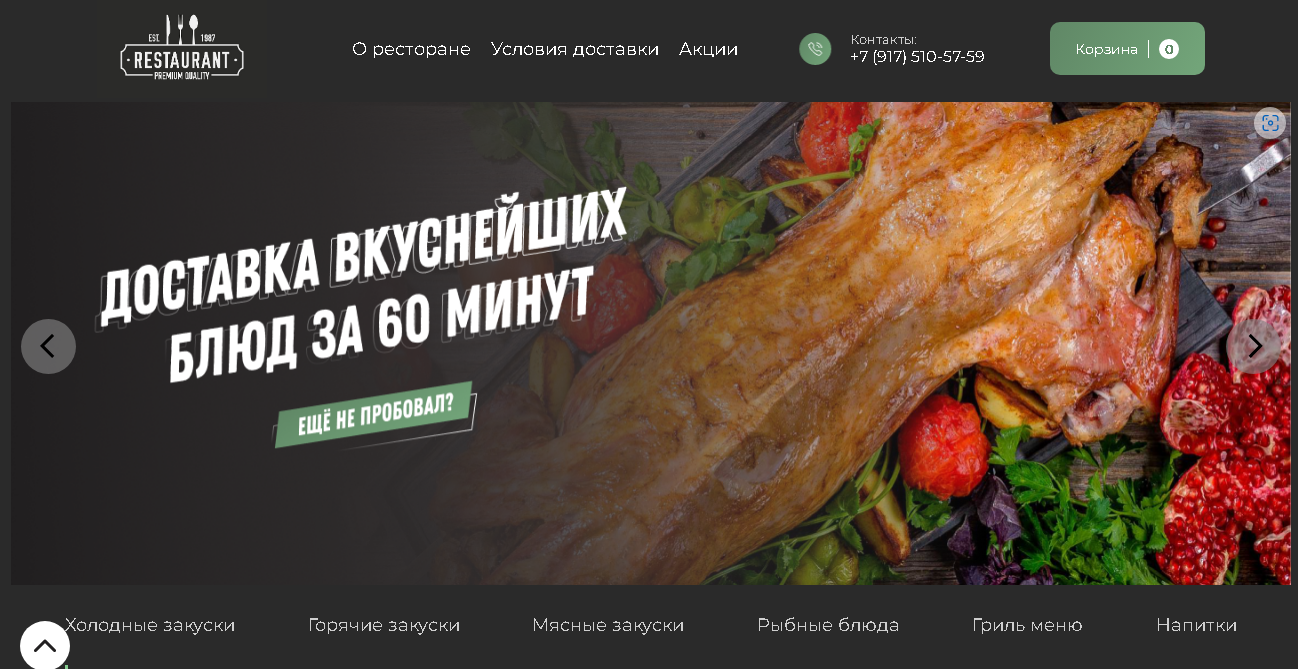 EST. 1987
RESTAURANT
PREMIUM QUALITY
О ресторане
Условия доставки
Акции
Контакты:
+7 (917) 510-57-59
Корзина
0
ДОСТАВКА ВКУСНЕЙШИХ
БЛЮД ЗА 60 МИНУТ
ЕЩЁ НЕ ПРОБОВАЛ?
Холодные закуски
Горячие закуски
Мясные закуски
Рыбные блюда
Гриль меню
Напитки